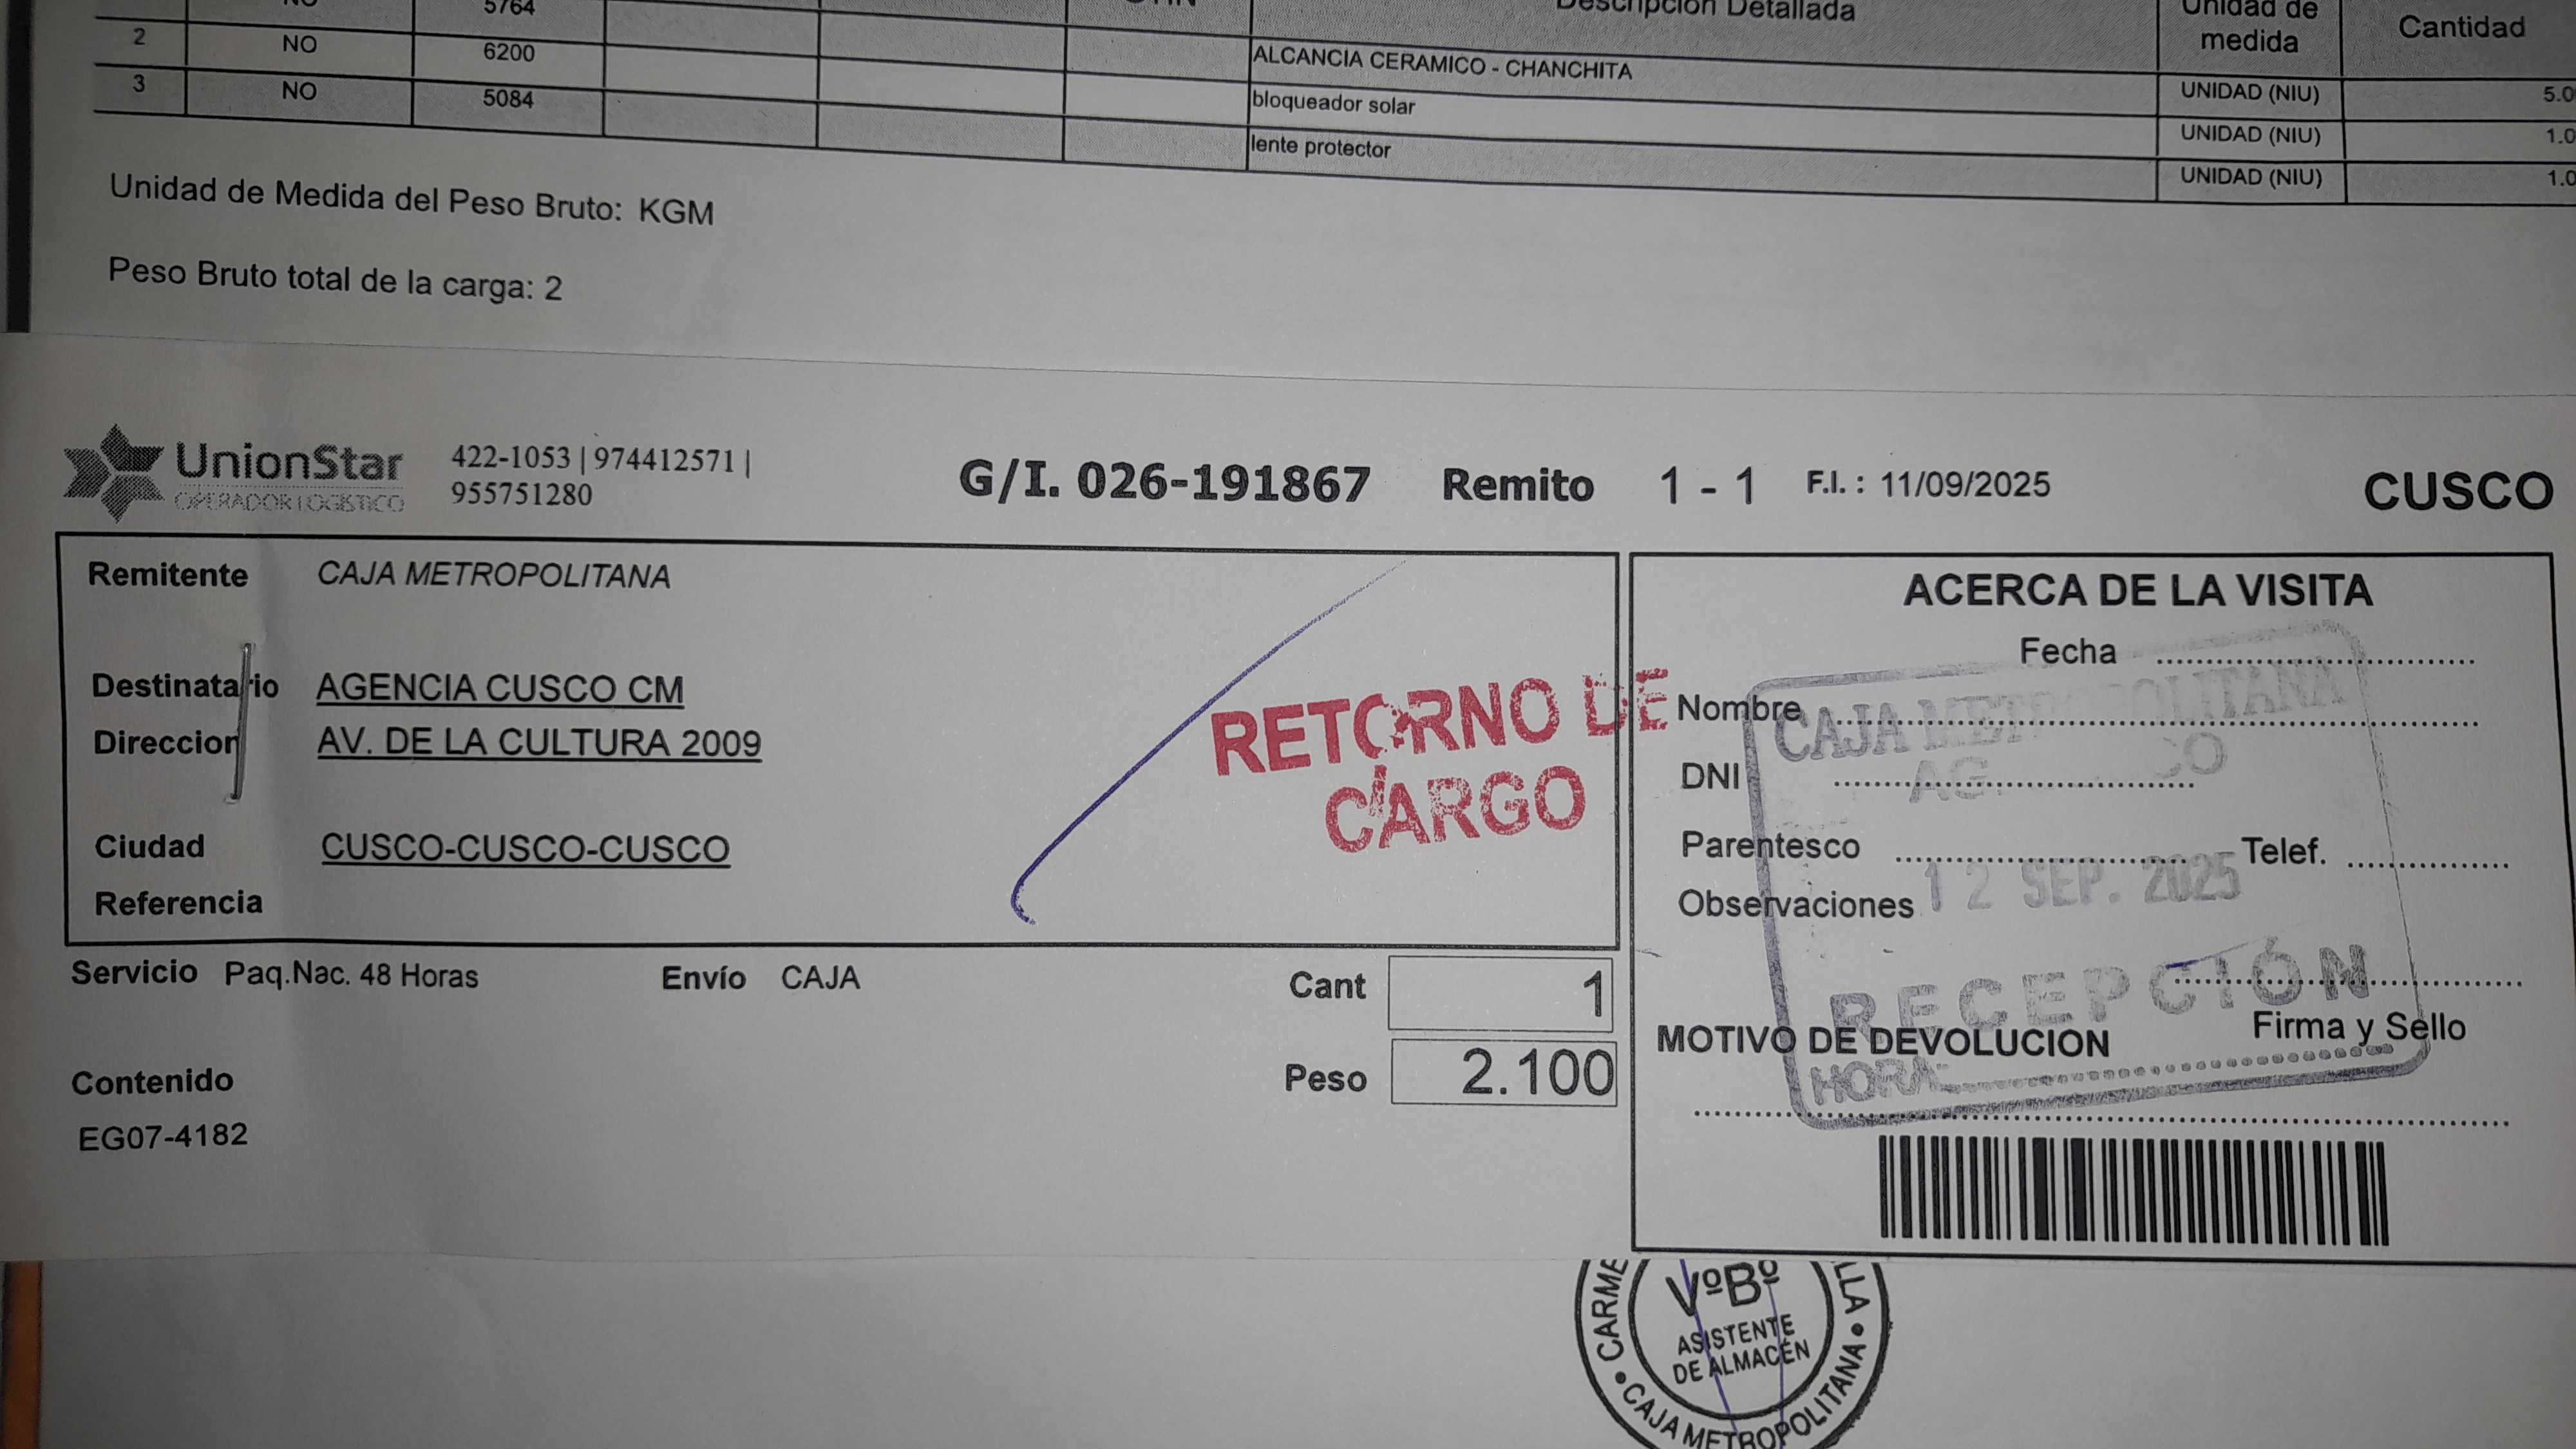 NO 5764 Descripción Detallada Unidad de medida Cantidad
2 NO 6200 ALCANCIA CERAMICO - CHANCHITA UNIDAD (NIU) 5.0
3 NO 5084 bloqueador solar UNIDAD (NIU) 1.0
lente protector UNIDAD (NIU) 1.0
Unidad de Medida del Peso Bruto: KGM
Peso Bruto total de la carga: 2
UnionStar
OPERADOR LOGISTICO
422-1053 | 974412571 |
955751280
G/I. 026-191867 Remito 1 - 1 F.I. : 11/09/2025 CUSCO
Remitente CAJA METROPOLITANA
Destinatario AGENCIA CUSCO CM
Direccion AV. DE LA CULTURA 2009
Ciudad CUSCO-CUSCO-CUSCO
Referencia
RETORNO DE
CARGO
Servicio Paq.Nac. 48 Horas Envío CAJA
Cant 1
Peso 2.100
Contenido
EG07-4182
ACERCA DE LA VISITA
Fecha
Nombre
DNI
Parentesco Telef.
Observaciones
Firma y Sello
MOTIVO DE DEVOLUCION
CAJA METROPOLITANA
12 SEP. 2025
RECEPCIÓN
HORA:
VºBº
ASISTENTE
DE ALMACÉN
CAJA METROPOLITANA